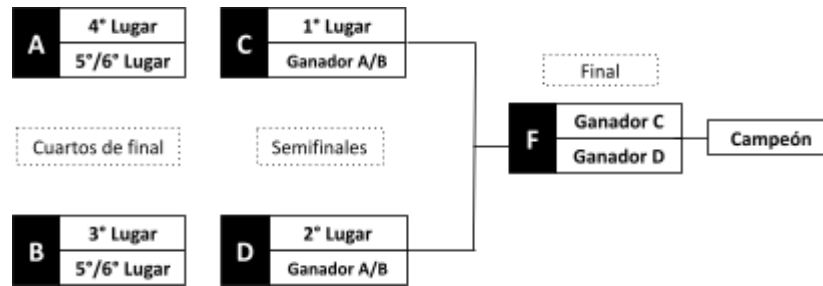 A
4° Lugar
5°/6° Lugar
C
1° Lugar
Ganador A/B
Final
F
Ganador C
Ganador D
Campeón
Cuartos de final
Semifinales
B
3° Lugar
5°/6° Lugar
D
2° Lugar
Ganador A/B